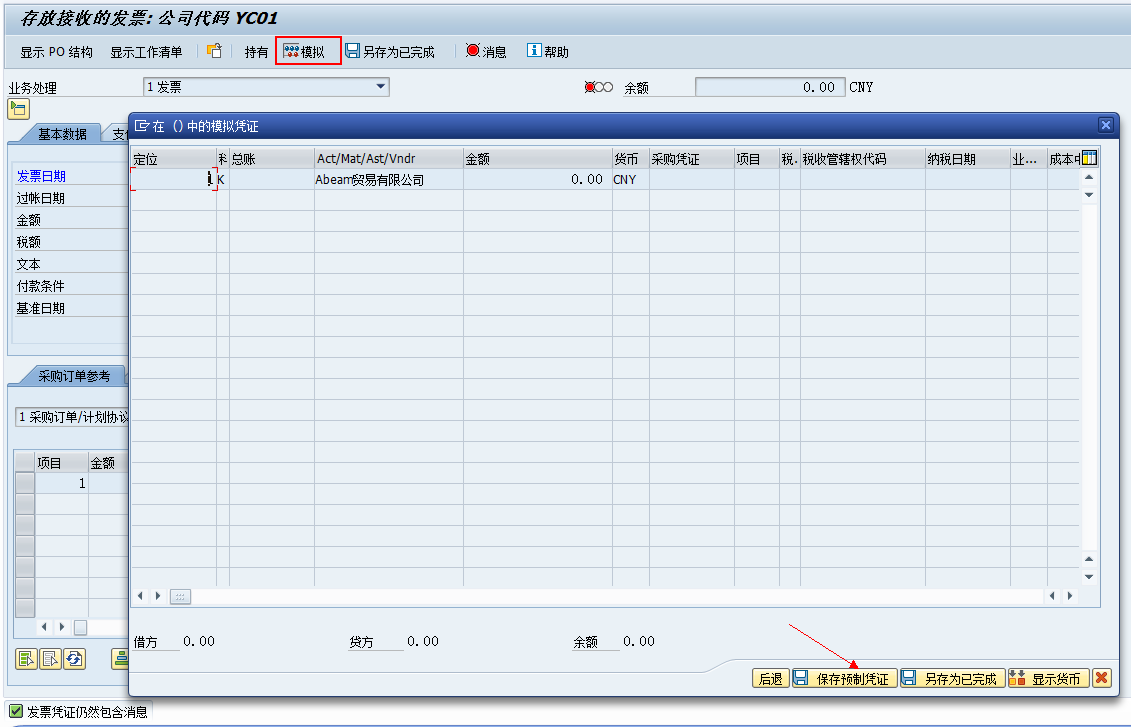 存放接收的发票: 公司代码 YC01
显示 PO 结构 显示工作清单 持有 模拟 另存为已完成 消息 帮助
业务处理 1 发票 余额 0.00 CNY
基本数据
发票日期
过帐日期
金额
税额
文本
付款条件
基准日期
采购订单参考
1 采购订单/计划协议
项目 金额
1
在 () 中的模拟凭证
定位 总账 Act/Mat/Ast/Vndr 金额 货币 采购凭证 项目 税. 税收管辖权代码 纳税日期 业...
1 K Abeam贸易有限公司 0.00 CNY
借方 0.00 贷方 0.00 余额 0.00
后退 保存预制凭证 另存为已完成 显示货币
发票凭证仍然包含消息